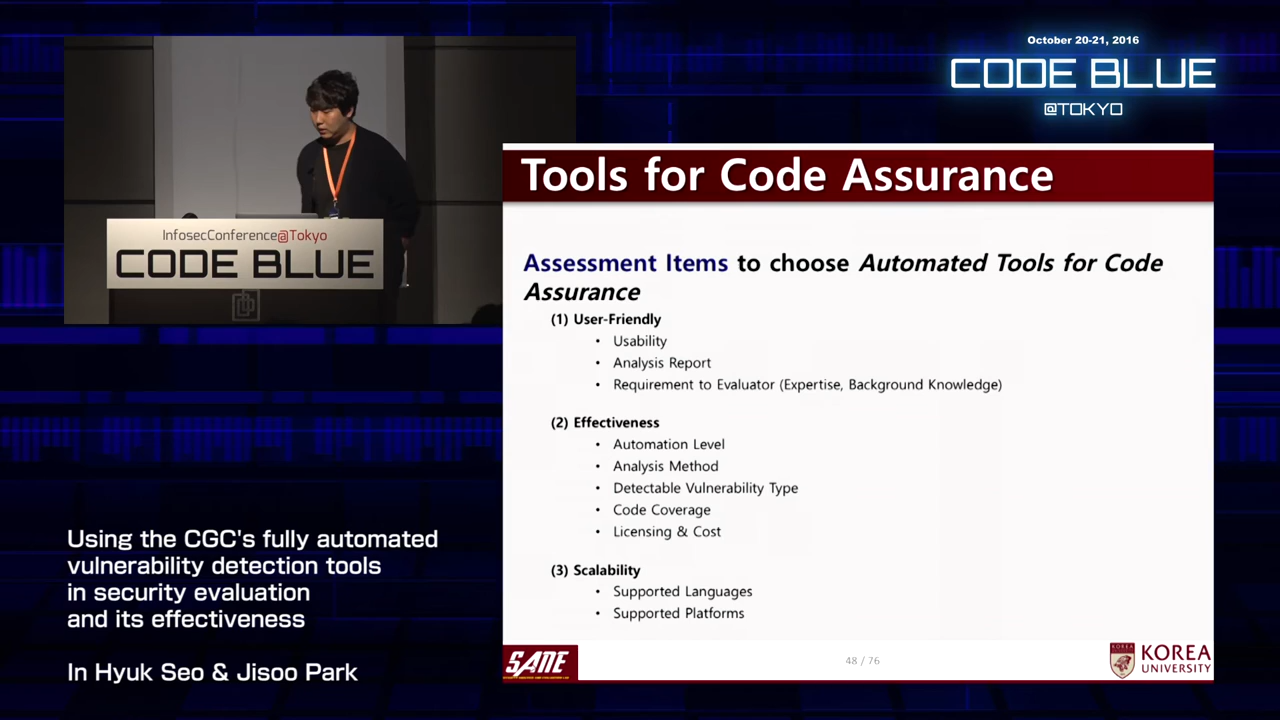 October 20-21, 2016
CODE BLUE
@TOKYO
InfosecConference@Tokyo
CODE BLUE
Tools for Code Assurance
Assessment Items to choose Automated Tools for Code
Assurance
(1) User-Friendly
• Usability
• Analysis Report
• Requirement to Evaluator (Expertise, Background Knowledge)
(2) Effectiveness
• Automation Level
• Analysis Method
• Detectable Vulnerability Type
• Code Coverage
• Licensing & Cost
(3) Scalability
• Supported Languages
• Supported Platforms
SANE
48 / 76
KOREA
UNIVERSITY
Using the CGC's fully automated
vulnerability detection tools
in security evaluation
and its effectiveness
In Hyuk Seo & Jisoo Park